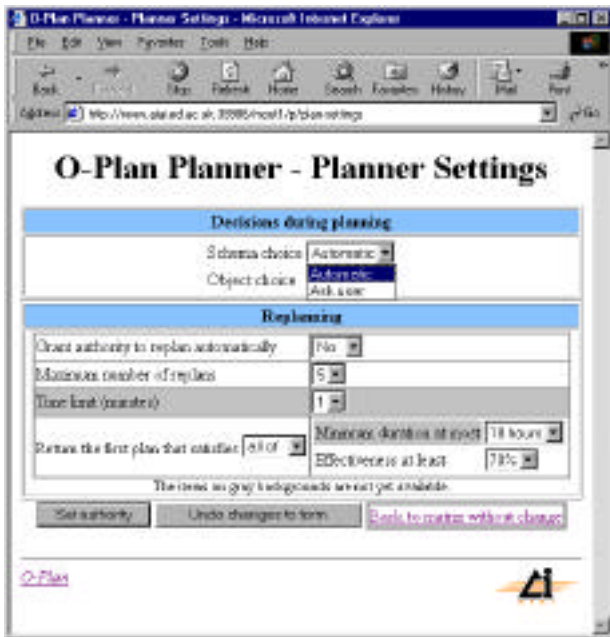 O-Plan Planner - Planner Settings - Microsoft Internet Explorer
File Edit View Favorites Tools Help
Back Forward Stop Refresh Home Search Favorites History Mail Print
Address Go
O-Plan Planner - Planner Settings
Decisions during planning
Schema choice Automatic
Object choice Automatic
Ask user
Replanning
Grant authority to replan automatically No
Maximum number of replans 5
Time limit (minutes) 1
Return the first plan that satisfies all of
Minimum duration at most 18 hours
Effectiveness at least 70%
The items on gray backgrounds are not yet available.
Set authority Undo changes to form Back to matrix without change
O-Plan